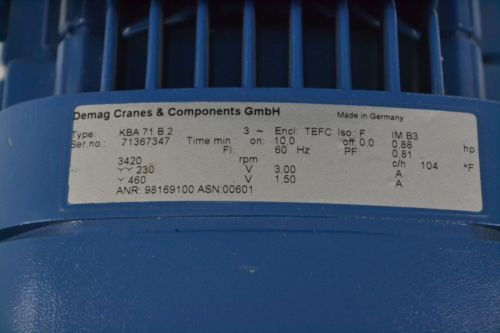 Demag Cranes & Components GmbH Made in Germany
Type: KBA 71 B 2 3 ~ Encl: TEFC Iso. F IM B3
Ser.no.: 71367347 Time min on: 10,0 off: 0,0 0,88 hp
Fl: 60 Hz PF: 0,81
3420 rpm c/h 104 °F
YY 230 V 3,00 A
Y 460 V 1,50 A
ANR: 98169100 ASN:00601